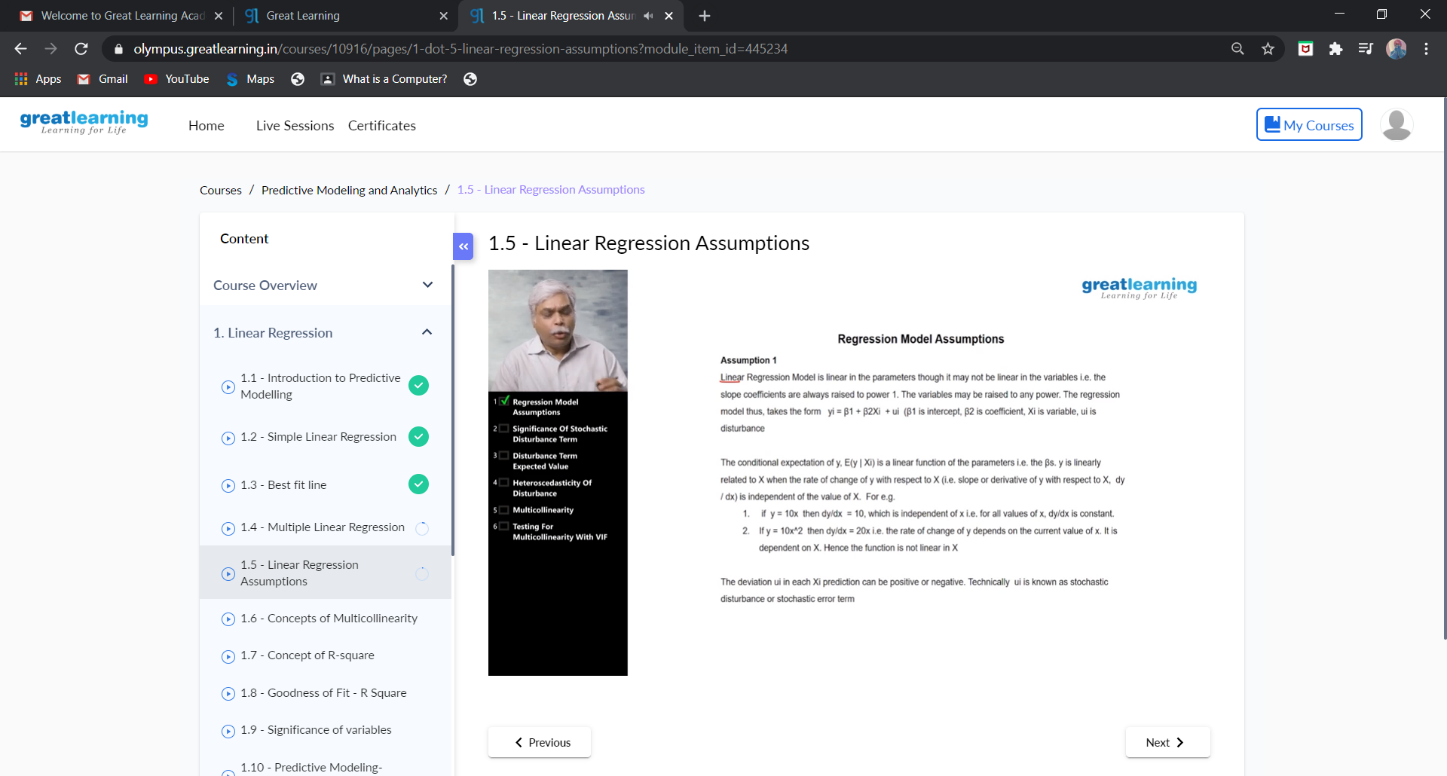 Welcome to Great Learning Acad
Great Learning
1.5 - Linear Regression Assum
olympus.greatlearning.in/courses/10916/pages/1-dot-5-linear-regression-assumptions?module_item_id=445234
Apps
Gmail
YouTube
Maps
What is a Computer?
greatlearning
Learning for Life
Home
Live Sessions
Certificates
My Courses
Courses / Predictive Modeling and Analytics / 1.5 - Linear Regression Assumptions
Content
Course Overview
1. Linear Regression
1.1 - Introduction to Predictive
Modelling
1.2 - Simple Linear Regression
1.3 - Best fit line
1.4 - Multiple Linear Regression
1.5 - Linear Regression
Assumptions
1.6 - Concepts of Multicollinearity
1.7 - Concept of R-square
1.8 - Goodness of Fit - R Square
1.9 - Significance of variables
1.10 - Predictive Modeling-
1.5 - Linear Regression Assumptions
1 Regression Model
Assumptions
2 Significance Of Stochastic
Disturbance Term
3 Disturbance Term
Expected Value
4 Heteroscedasticity Of
Disturbance
5 Multicollinearity
6 Testing For
Multicollinearity With VIF
greatlearning
Learning for Life
Regression Model Assumptions
Assumption 1
Linear Regression Model is linear in the parameters though it may not be linear in the variables i.e. the
slope coefficients are always raised to power 1. The variables may be raised to any power. The regression
model thus, takes the form yi = β1 + β2Xi + ui (β1 is intercept, β2 is coefficient, Xi is variable, ui is
disturbance
The conditional expectation of y, E(y | Xi) is a linear function of the parameters i.e. the βs. y is linearly
related to X when the rate of change of y with respect to X (i.e. slope or derivative of y with respect to X, dy
/ dx) is independent of the value of X. For e.g.
1. if y = 10x then dy/dx = 10, which is independent of x i.e. for all values of x, dy/dx is constant,
2. If y = 10x^2 then dy/dx = 20x i.e. the rate of change of y depends on the current value of x. It is
dependent on X. Hence the function is not linear in X
The deviation ui in each Xi prediction can be positive or negative. Technically ui is known as stochastic
disturbance or stochastic error term
Previous
Next